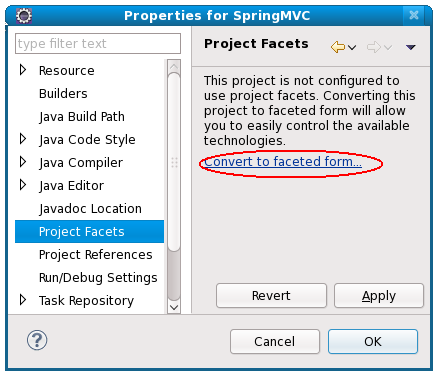 Properties for SpringMVC
type filter text
Resource
Builders
Java Build Path
Java Code Style
Java Compiler
Java Editor
Javadoc Location
Project Facets
Project References
Run/Debug Settings
Task Repository
Project Facets
This project is not configured to
use project facets. Converting this
project to faceted form will allow
you to easily control the available
technologies.
Convert to faceted form...
Revert
Apply
?
Cancel
OK